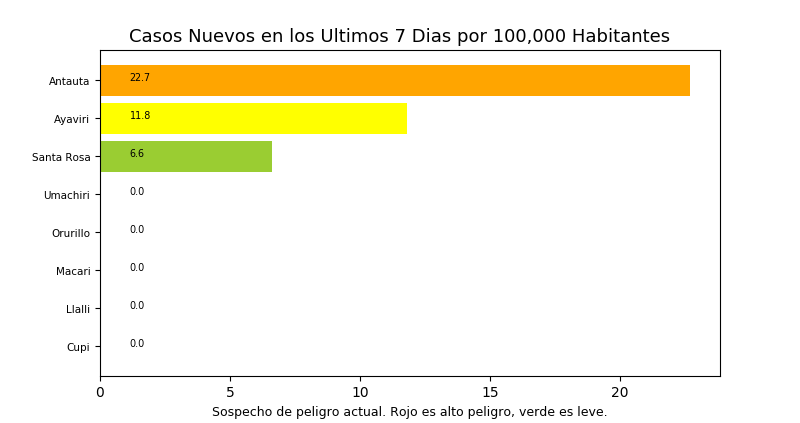 Casos Nuevos en los Ultimos 7 Dias por 100,000 Habitantes
Antauta 22.7
Ayaviri 11.8
Santa Rosa 6.6
Umachiri 0.0
Orurillo 0.0
Macari 0.0
Llalli 0.0
Cupi 0.0
0 5 10 15 20
Sospecho de peligro actual. Rojo es alto peligro, verde es leve.